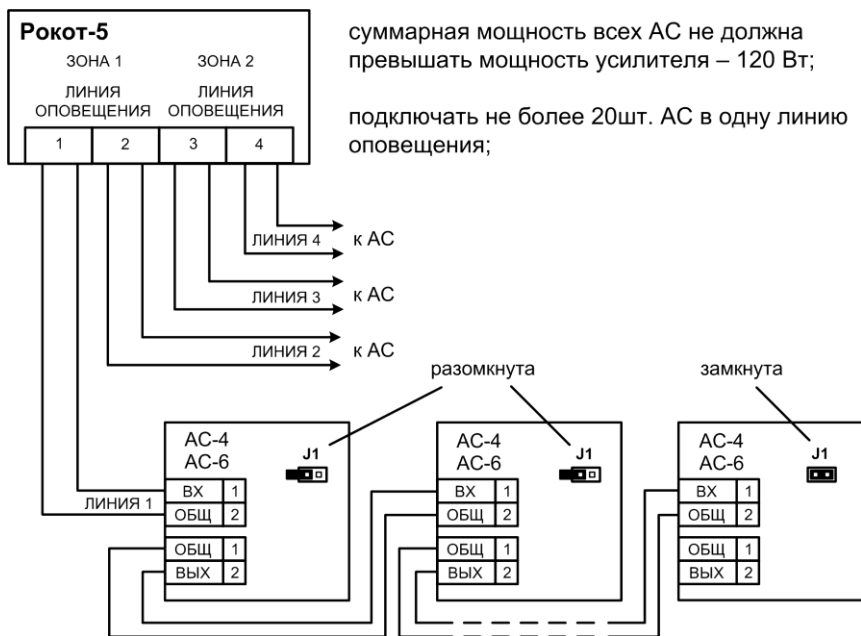 Рокот-5
ЗОНА 1 ЗОНА 2
ЛИНИЯ ОПОВЕЩЕНИЯ ЛИНИЯ ОПОВЕЩЕНИЯ
1 2 3 4
суммарная мощность всех АС не должна
превышать мощность усилителя – 120 Вт;
подключать не более 20шт. АС в одну линию
оповещения;
ЛИНИЯ 4 к АС
ЛИНИЯ 3 к АС
ЛИНИЯ 2 к АС
разомкнута замкнута
АС-4
АС-6
J1
ЛИНИЯ 1
ВХ 1
ОБЩ 2
ОБЩ 1
ВЫХ 2
АС-4
АС-6
J1
ВХ 1
ОБЩ 2
ОБЩ 1
ВЫХ 2
АС-4
АС-6
J1
ВХ 1
ОБЩ 2
ОБЩ 1
ВЫХ 2